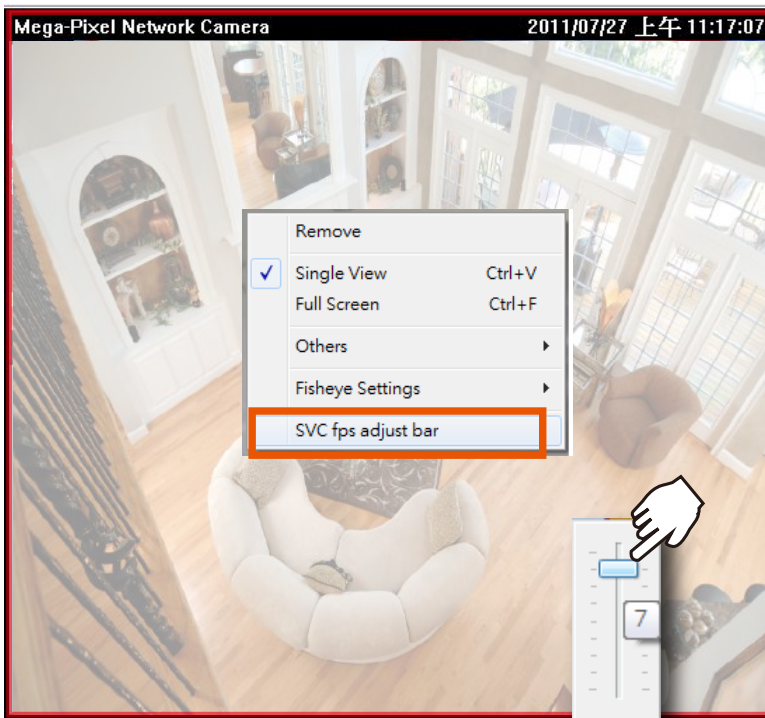 Mega-Pixel Network Camera 2011/07/27 上午 11:17:07
Remove
Single View Ctrl+V
Full Screen Ctrl+F
Others
Fisheye Settings
SVC fps adjust bar
7